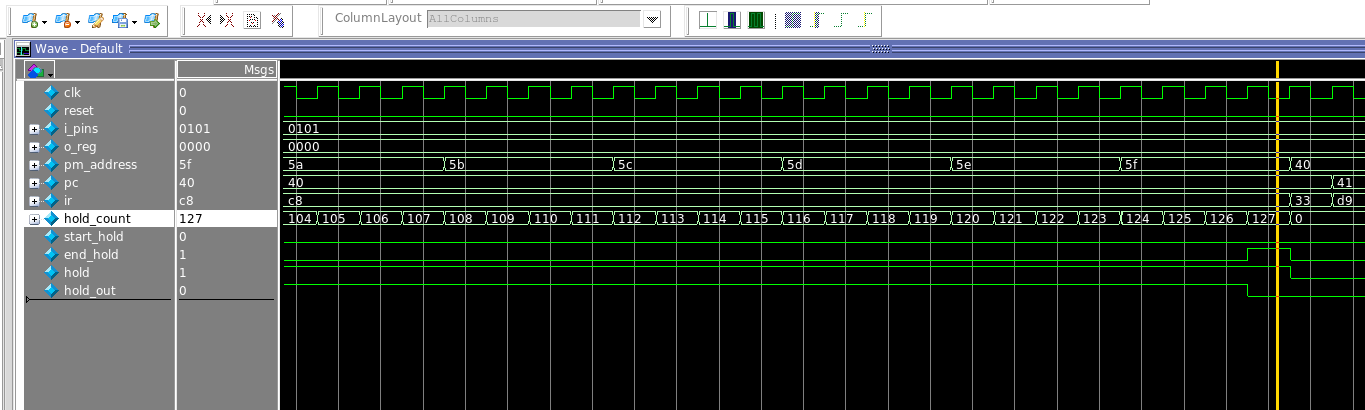 ColumnLayout AllColumns
Wave - Default
Msgs
clk 0
reset 0
i_pins 0101 0101
o_reg 0000 0000
pm_address 5f 5a 5b 5c 5d 5e 5f 40
pc 40 40 41
ir c8 c8 33 d9
hold_count 127 104 105 106 107 108 109 110 111 112 113 114 115 116 117 118 119 120 121 122 123 124 125 126 127 0
start_hold 0
end_hold 1
hold 1
hold_out 0